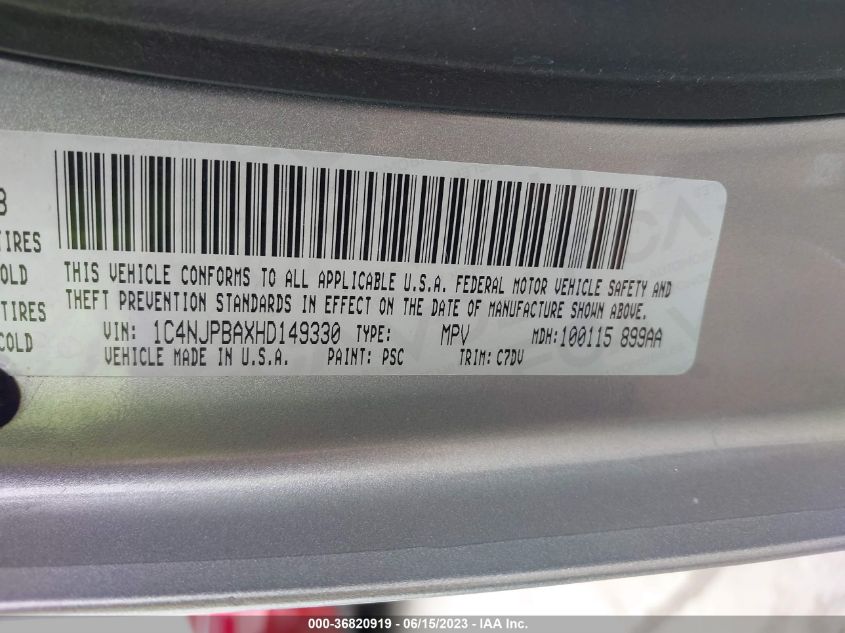 8
TIRES
COLD
TIRES
COLD
THIS VEHICLE CONFORMS TO ALL APPLICABLE U.S.A. FEDERAL MOTOR VEHICLE SAFETY AND
THEFT PREVENTION STANDARDS IN EFFECT ON THE DATE OF MANUFACTURE SHOWN ABOVE.
VIN: 1C4NJPBAXHD149330 TYPE: MPV MDH:100115 899AA
VEHICLE MADE IN U.S.A. PAINT: PSC TRIM: C7DV
000-36820919 - 06/15/2023 - IAA Inc.